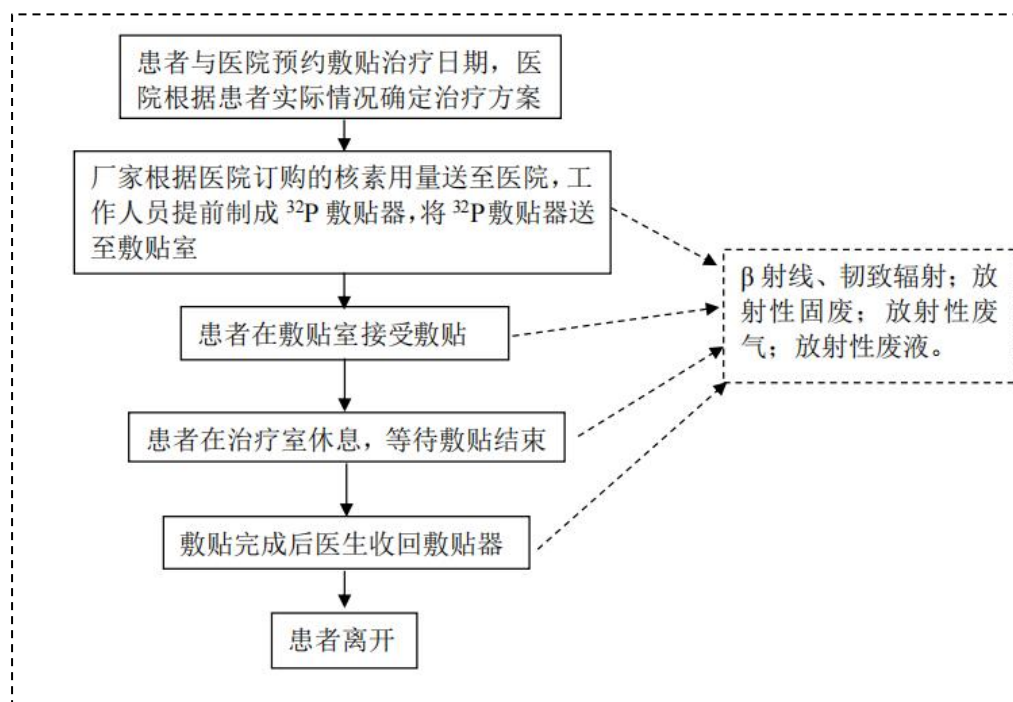 患者与医院预约敷贴治疗日期，医
院根据患者实际情况确定治疗方案
厂家根据医院订购的核素用量送至医院，工
作人员提前制成 ³²P 敷贴器，将 ³²P 敷贴器送
至敷贴室
患者在敷贴室接受敷贴
患者在治疗室休息，等待敷贴结束
敷贴完成后医生收回敷贴器
患者离开
β 射线、韧致辐射；放
射性固废；放射性废
气；放射性废液。